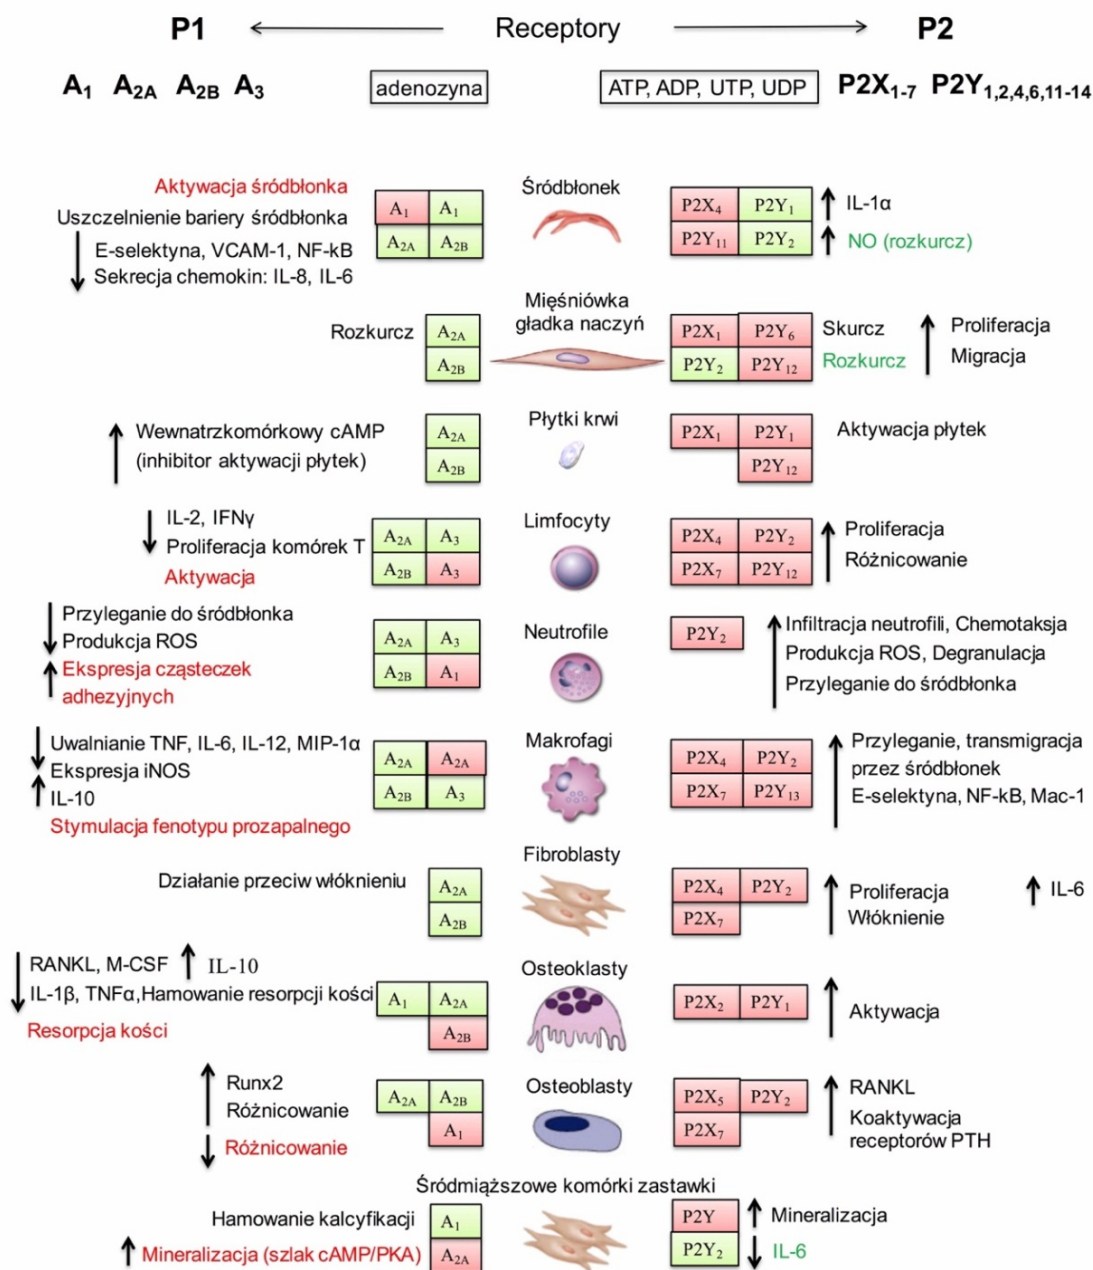 P1 Receptory P2
A₁ A₂A A₂B A₃ adenozyna ATP, ADP, UTP, UDP P2X₁₋₇ P2Y₁,₂,₄,₆,₁₁₋₁₄
Śródbłonek
Aktywacja śródbłonka
Uszczelnienie bariery śródbłonka
E-selektyna, VCAM-1, NF-kB
Sekrecja chemokin: IL-8, IL-6
A₁ A₁
A₂A A₂B
P2X₄ P2Y₁
P2Y₁₁ P2Y₂
IL-1α
NO (rozkurcz)
Mięśniówka
gładka naczyń
Rozkurcz
A₂A
A₂B
P2X₁ P2Y₆
P2Y₂ P2Y₁₂
Skurcz
Rozkurcz
Proliferacja
Migracja
Płytki krwi
Wewnatrzkomórkowy cAMP
(inhibitor aktywacji płytek)
A₂A
A₂B
P2X₁ P2Y₁
P2Y₁₂
Aktywacja płytek
Limfocyty
IL-2, IFNγ
Proliferacja komórek T
Aktywacja
A₂A A₃
A₂B A₃
P2X₄ P2Y₂
P2X₇ P2Y₁₂
Proliferacja
Różnicowanie
Neutrofile
Przyleganie do śródbłonka
Produkcja ROS
Ekspresja cząsteczek
adhezyjnych
A₂A A₃
A₂B A₁
P2Y₂
Infiltracja neutrofili, Chemotaksja
Produkcja ROS, Degranulacja
Przyleganie do śródbłonka
Makrofagi
Uwalnianie TNF, IL-6, IL-12, MIP-1α
Ekspresja iNOS
IL-10
Stymulacja fenotypu prozapalnego
A₂A A₂A
A₂B A₃
P2X₄ P2Y₂
P2X₇ P2Y₁₃
Przyleganie, transmigracja
przez śródbłonek
E-selektyna, NF-kB, Mac-1
Fibroblasty
Działanie przeciw włóknieniu
A₂A
A₂B
P2X₄ P2Y₂
P2X₇
Proliferacja
Włóknienie
IL-6
Osteoklasty
RANKL, M-CSF IL-10
IL-1β, TNFα,Hamowanie resorpcji kości
Resorpcja kości
A₁ A₂A
A₂B
P2X₂ P2Y₁
Aktywacja
Osteoblasty
Runx2
Różnicowanie
Różnicowanie
A₂A A₂B
A₁
P2X₅ P2Y₂
P2X₇
RANKL
Koaktywacja
receptorów PTH
Śródmiąższowe komórki zastawki
Hamowanie kalcyfikacji
Mineralizacja (szlak cAMP/PKA)
A₁
A₂A
P2Y
P2Y₂
Mineralizacja
IL-6